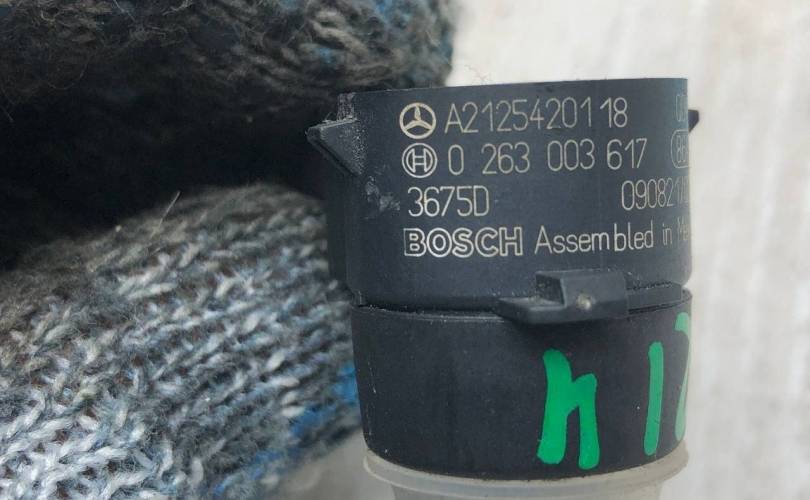 A2125420118
0 263 003 617
3675D
BOSCH Assembled in